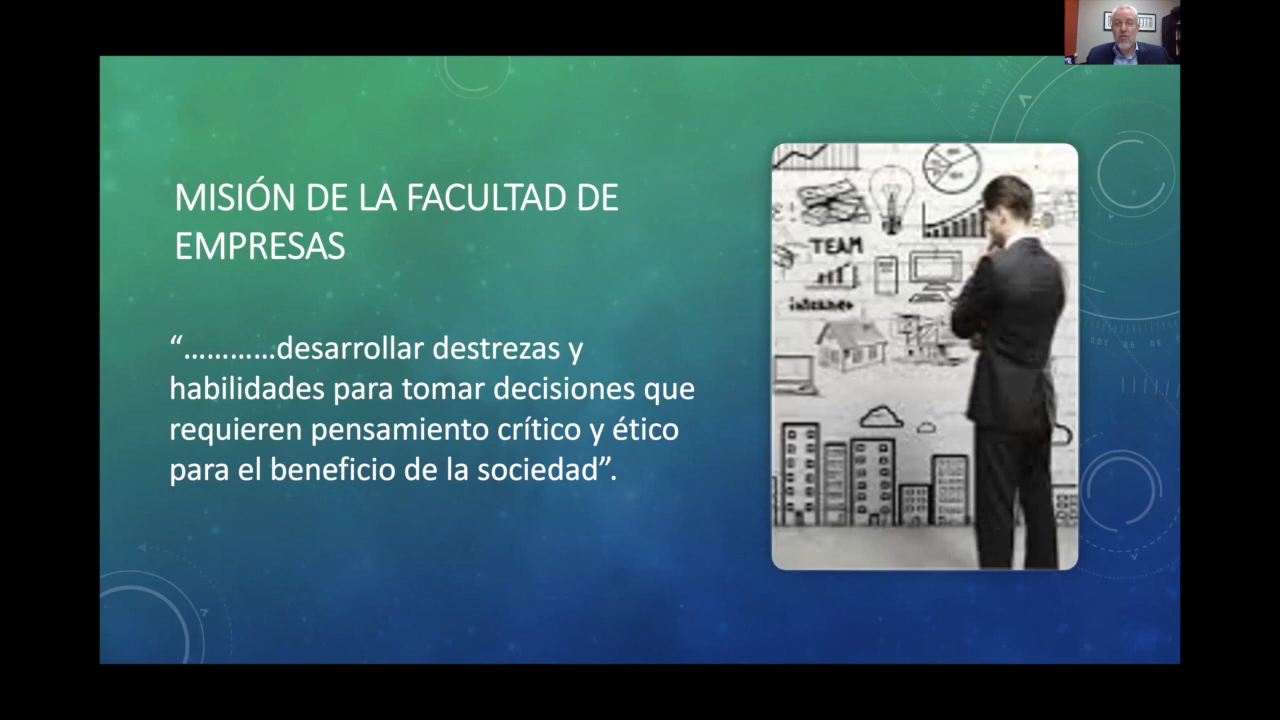 MISIÓN DE LA FACULTAD DE
EMPRESAS
“…………desarrollar destrezas y
habilidades para tomar decisiones que
requieren pensamiento crítico y ético
para el beneficio de la sociedad”.
TEAM
internet